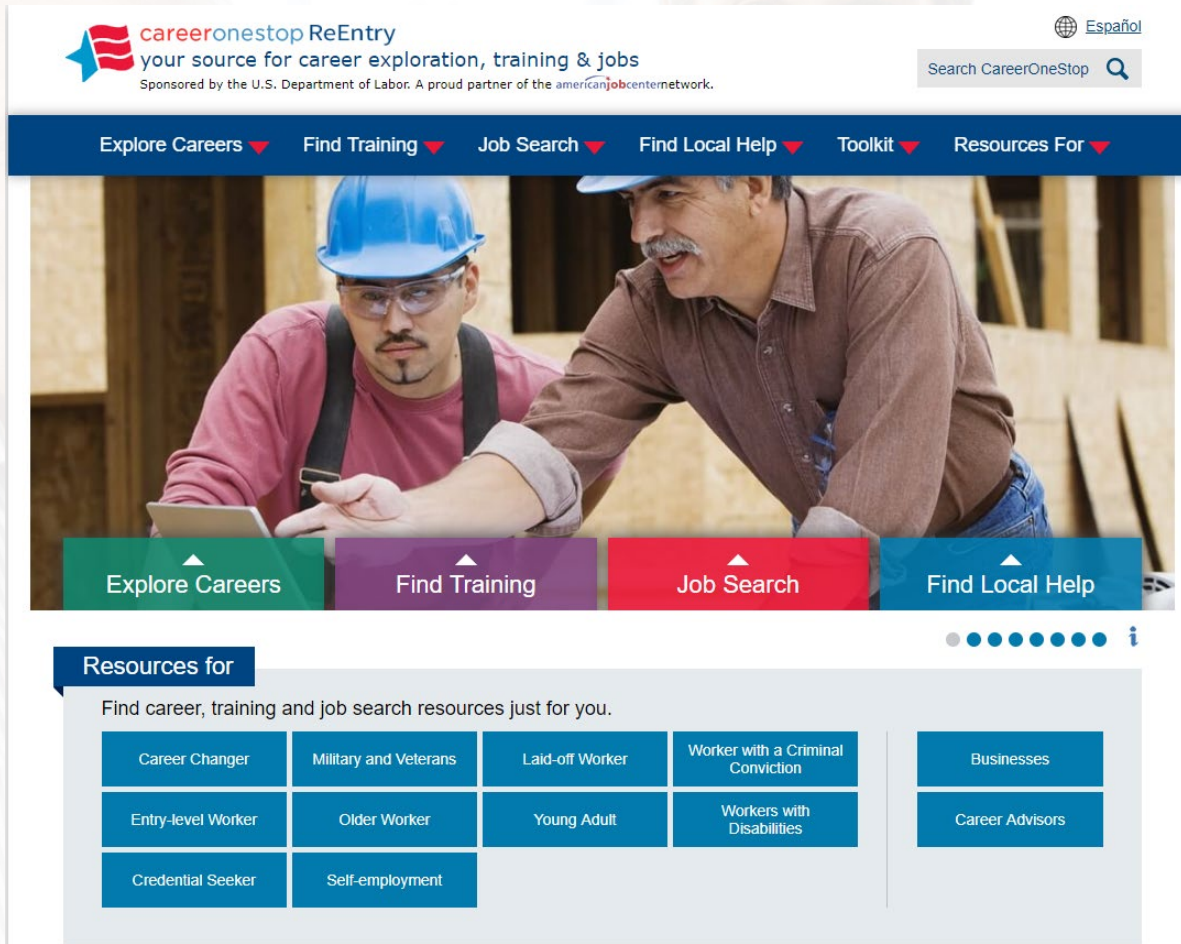 careeronestop ReEntry
your source for career exploration, training & jobs
Sponsored by the U.S. Department of Labor. A proud partner of the americanjobcenternetwork.
Español
Search CareerOneStop
Explore Careers Find Training Job Search Find Local Help Toolkit Resources For
Explore Careers Find Training Job Search Find Local Help
i
Resources for
Find career, training and job search resources just for you.
Career Changer Military and Veterans Laid-off Worker Worker with a Criminal Conviction Businesses
Entry-level Worker Older Worker Young Adult Workers with Disabilities Career Advisors
Credential Seeker Self-employment